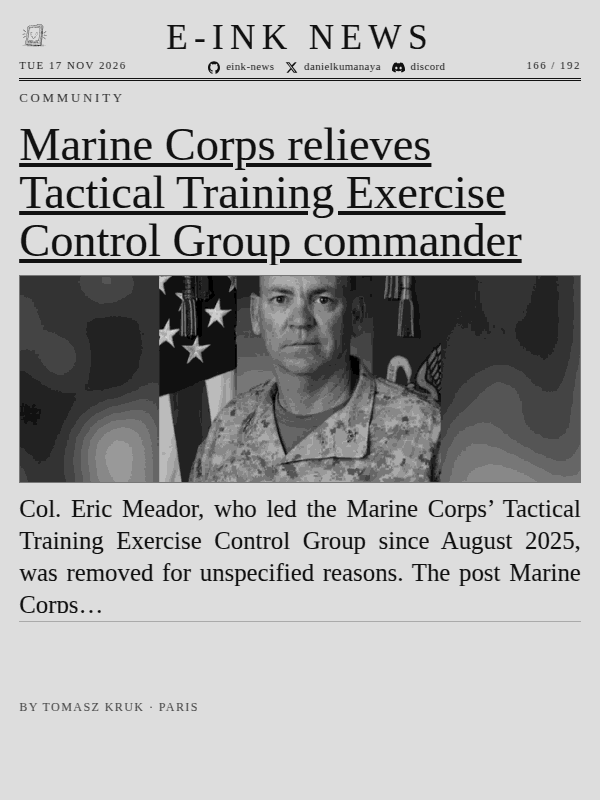 E-INK NEWS
TUE 17 NOV 2026
eink-news danielkumanaya discord
166 / 192
COMMUNITY
Marine Corps relieves
Tactical Training Exercise
Control Group commander
Col. Eric Meador, who led the Marine Corps’ Tactical
Training Exercise Control Group since August 2025,
was removed for unspecified reasons. The post Marine
Corps…
BY TOMASZ KRUK · PARIS